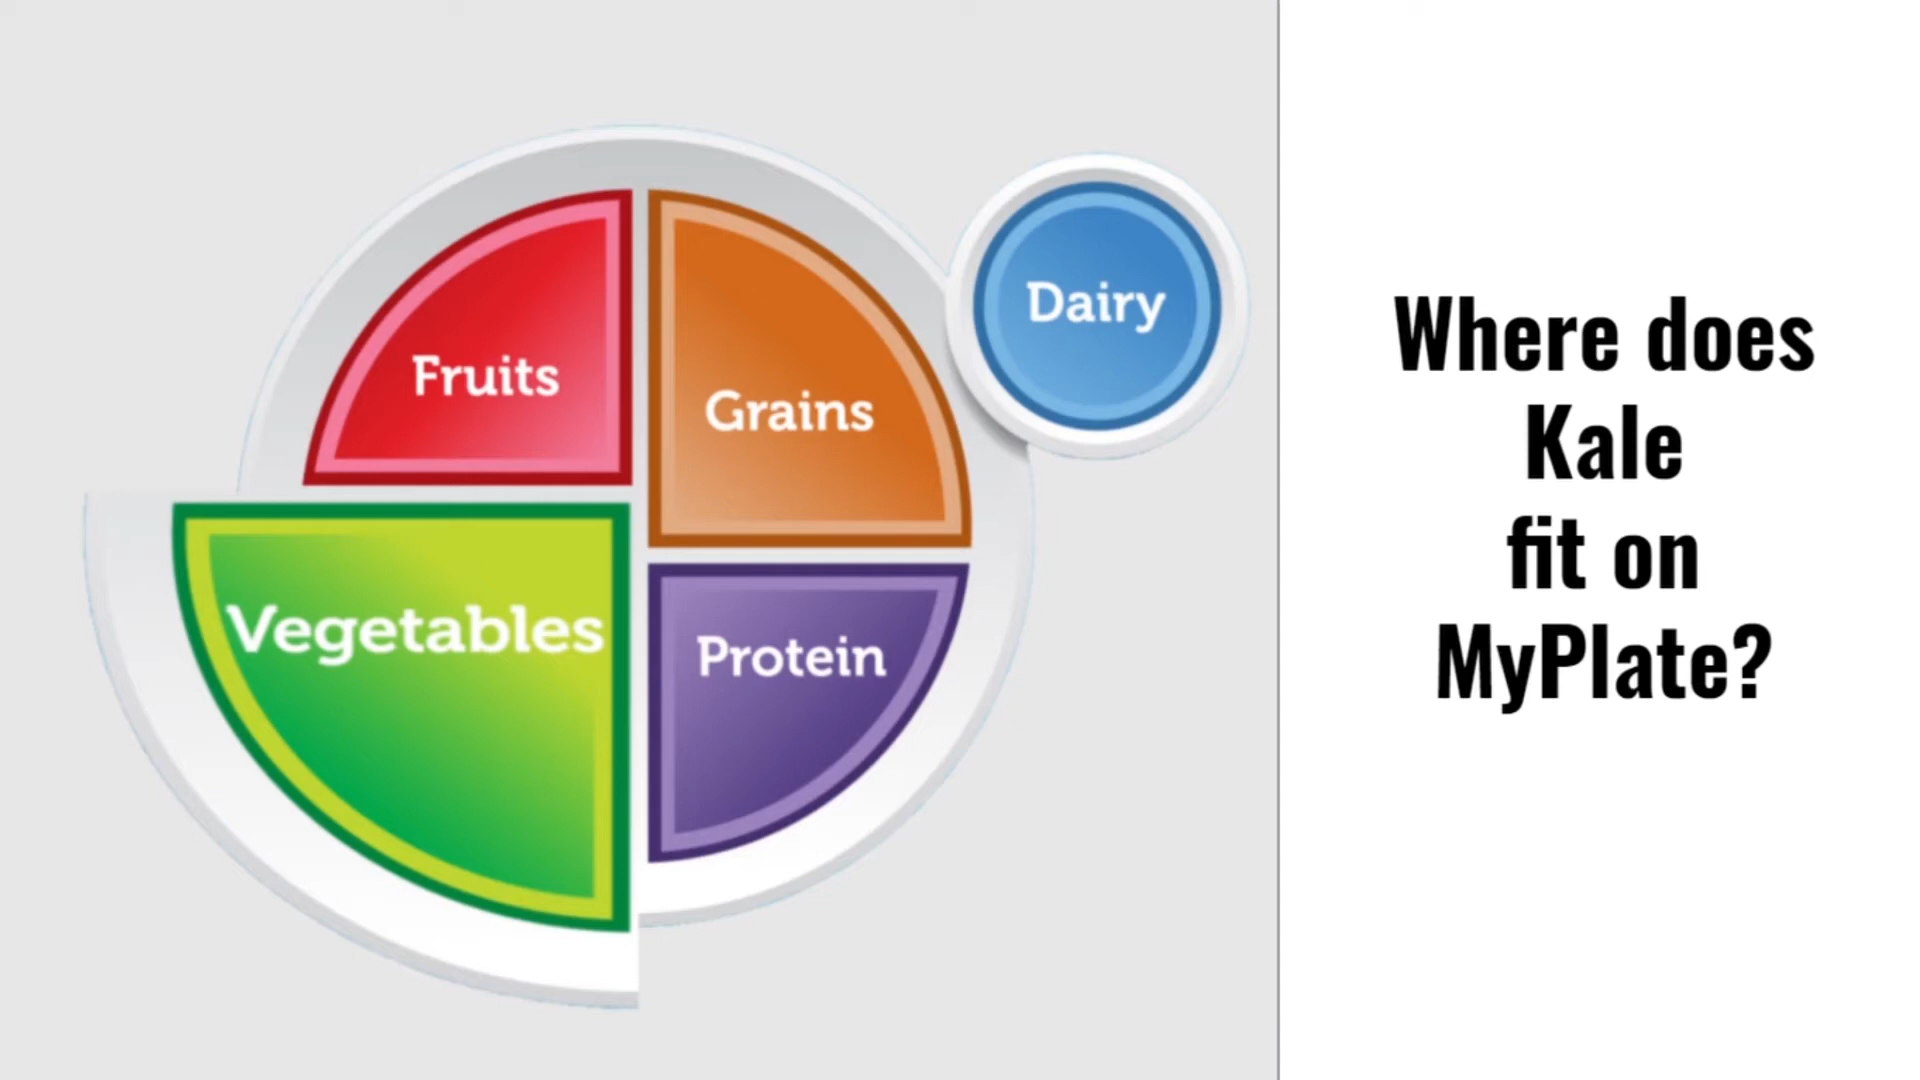 Fruits
Grains
Dairy
Vegetables
Protein
Where does
Kale
fit on
MyPlate?